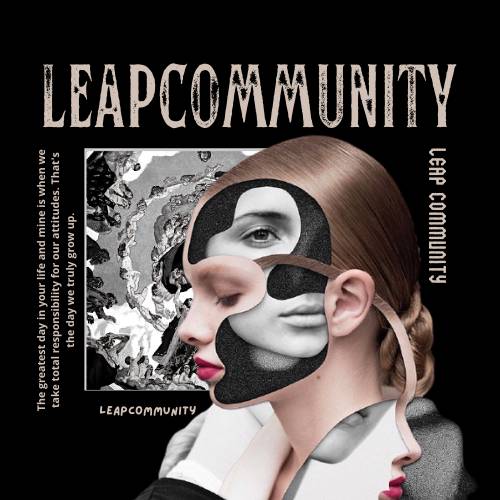 LEAPCOMMUNITY
The greatest day in your life and mine is when we
take total responsibility for our attitudes. That's
the day we truly grow up.
LEAP COMMUNITY
LEAPCOMMUNITY